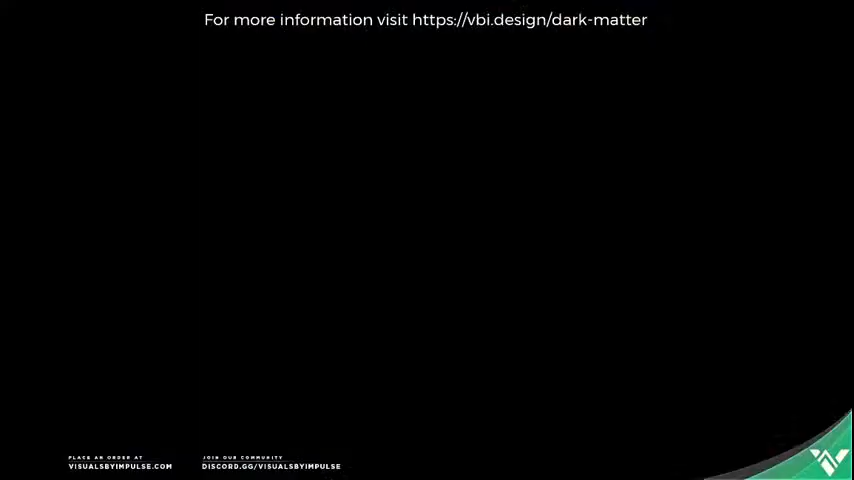 For more information visit https://vbi.design/dark-matter
PLACE AN ORDER AT
VISUALSBYIMPULSE.COM
JOIN OUR COMMUNITY
DISCORD.GG/VISUALSBYIMPULSE